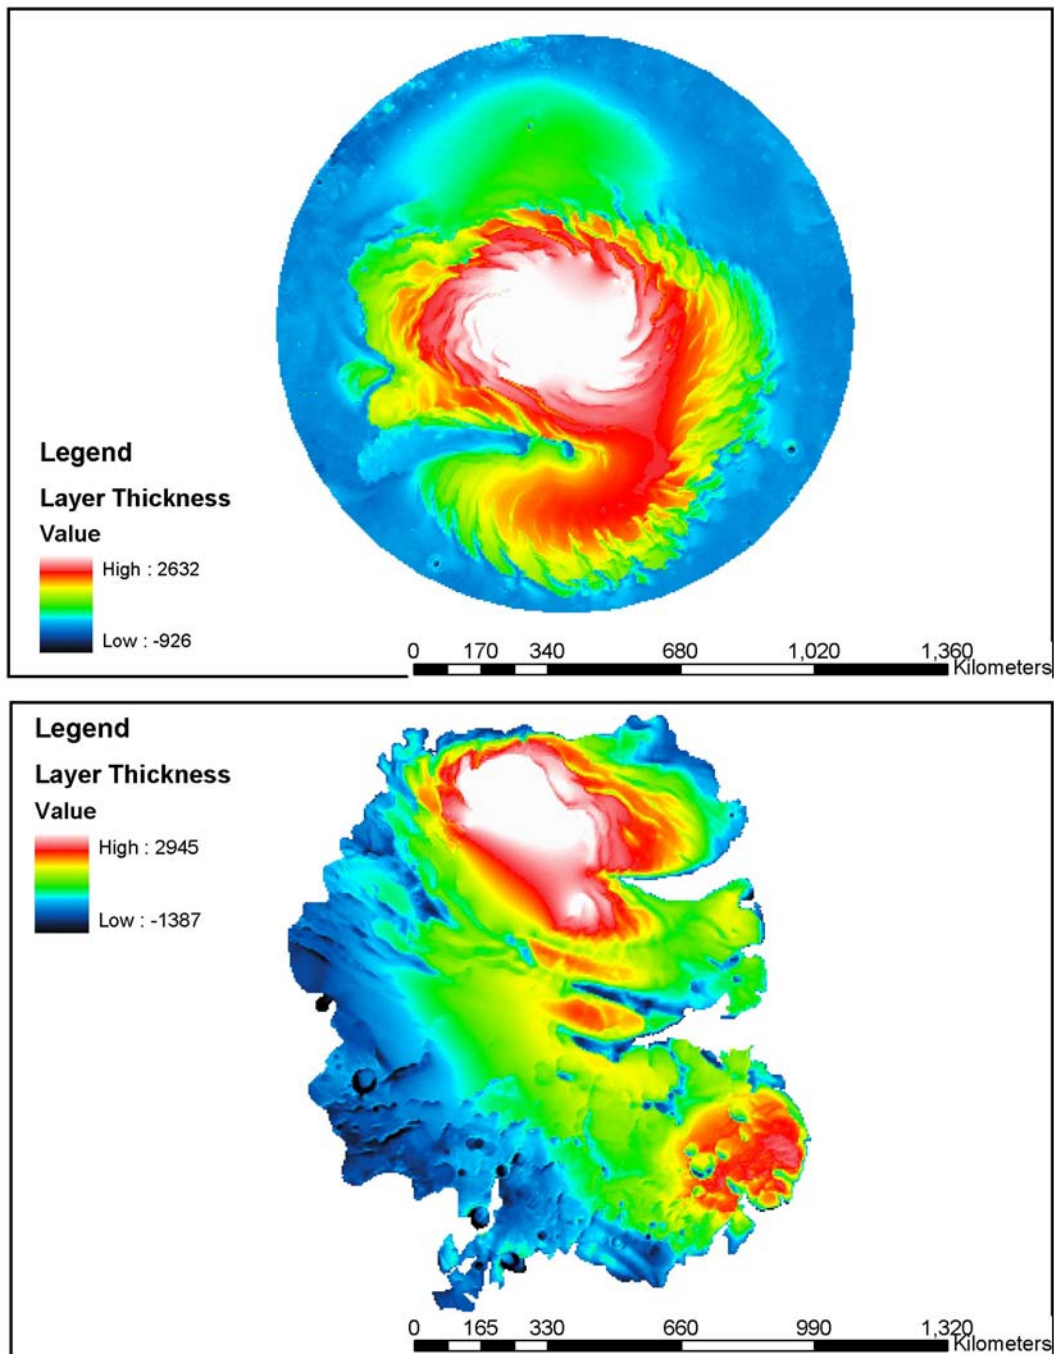 Legend
Layer Thickness
Value
High : 2632
Low : -926
0 170 340 680 1,020 1,360
Kilometers
Legend
Layer Thickness
Value
High : 2945
Low : -1387
0 165 330 660 990 1,320
Kilometers